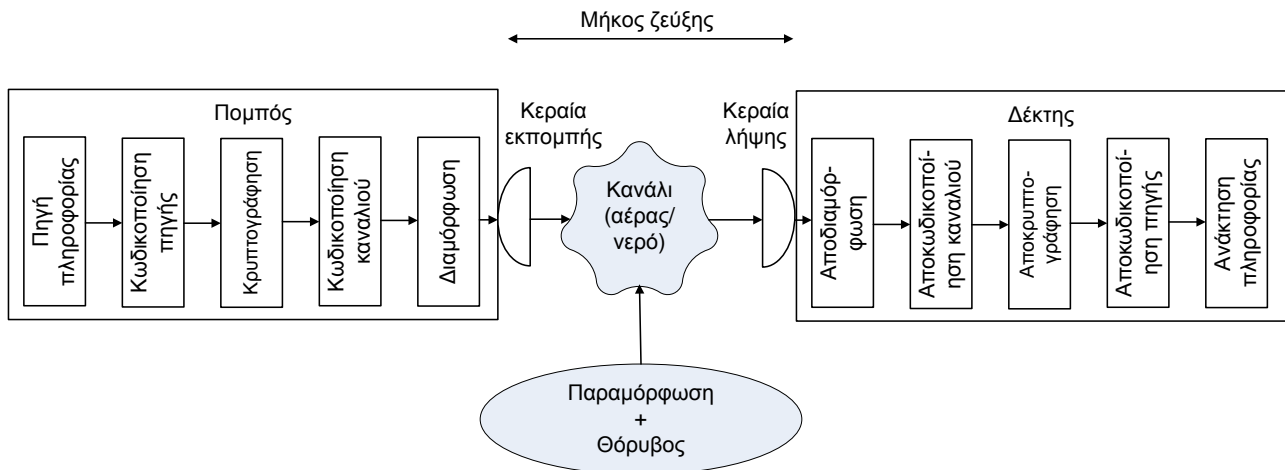 Μήκος ζεύξης
Πομπός
Πηγή
πληροφορίας
Κωδικοποίηση
πηγής
Κρυπτογράφηση
Κωδικοποίηση
καναλιού
Διαμόρφωση
Κεραία
εκπομπής
Κανάλι
(αέρας/
νερό)
Κεραία
λήψης
Δέκτης
Αποδιαμόρ-
φωση
Αποκωδικοποί-
ηση καναλιού
Αποκρυπτο-
γράφηση
Αποκωδικοποί-
ηση πηγής
Ανάκτηση
πληροφορίας
Παραμόρφωση
+
Θόρυβος